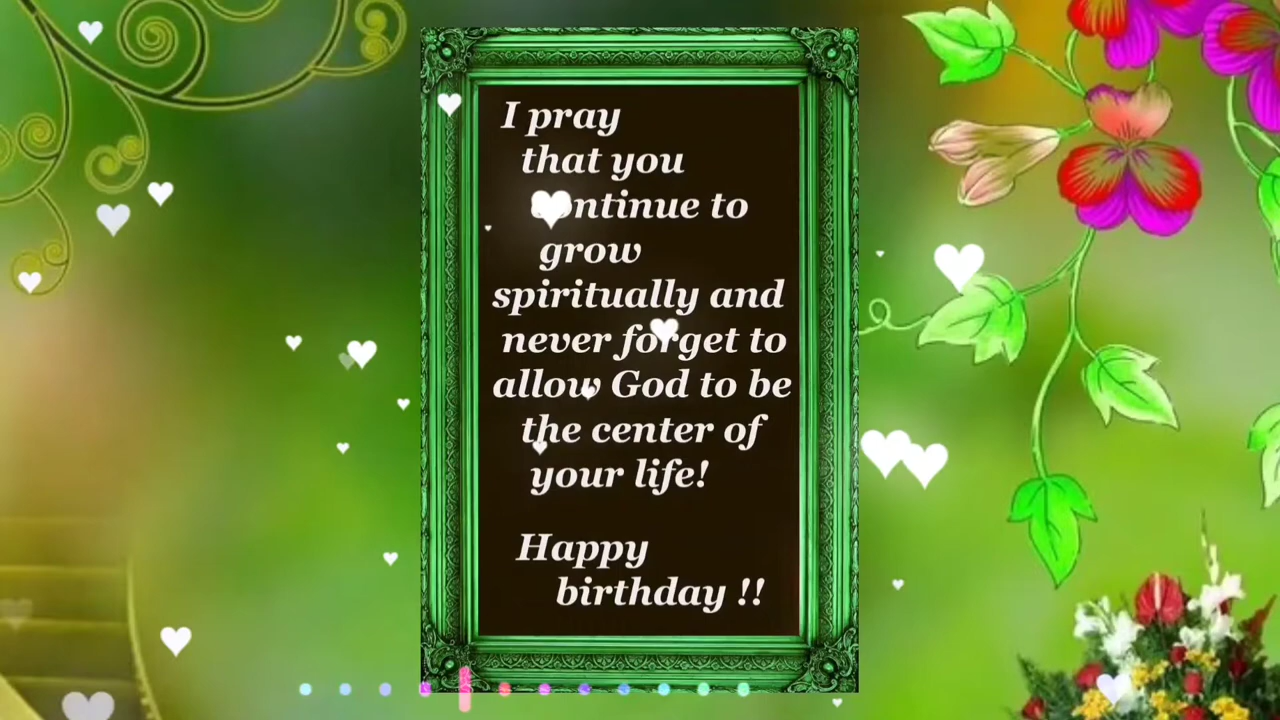 I pray
that you
continue to
grow
spiritually and
never forget to
allow God to be
the center of
your life!
Happy
birthday !!